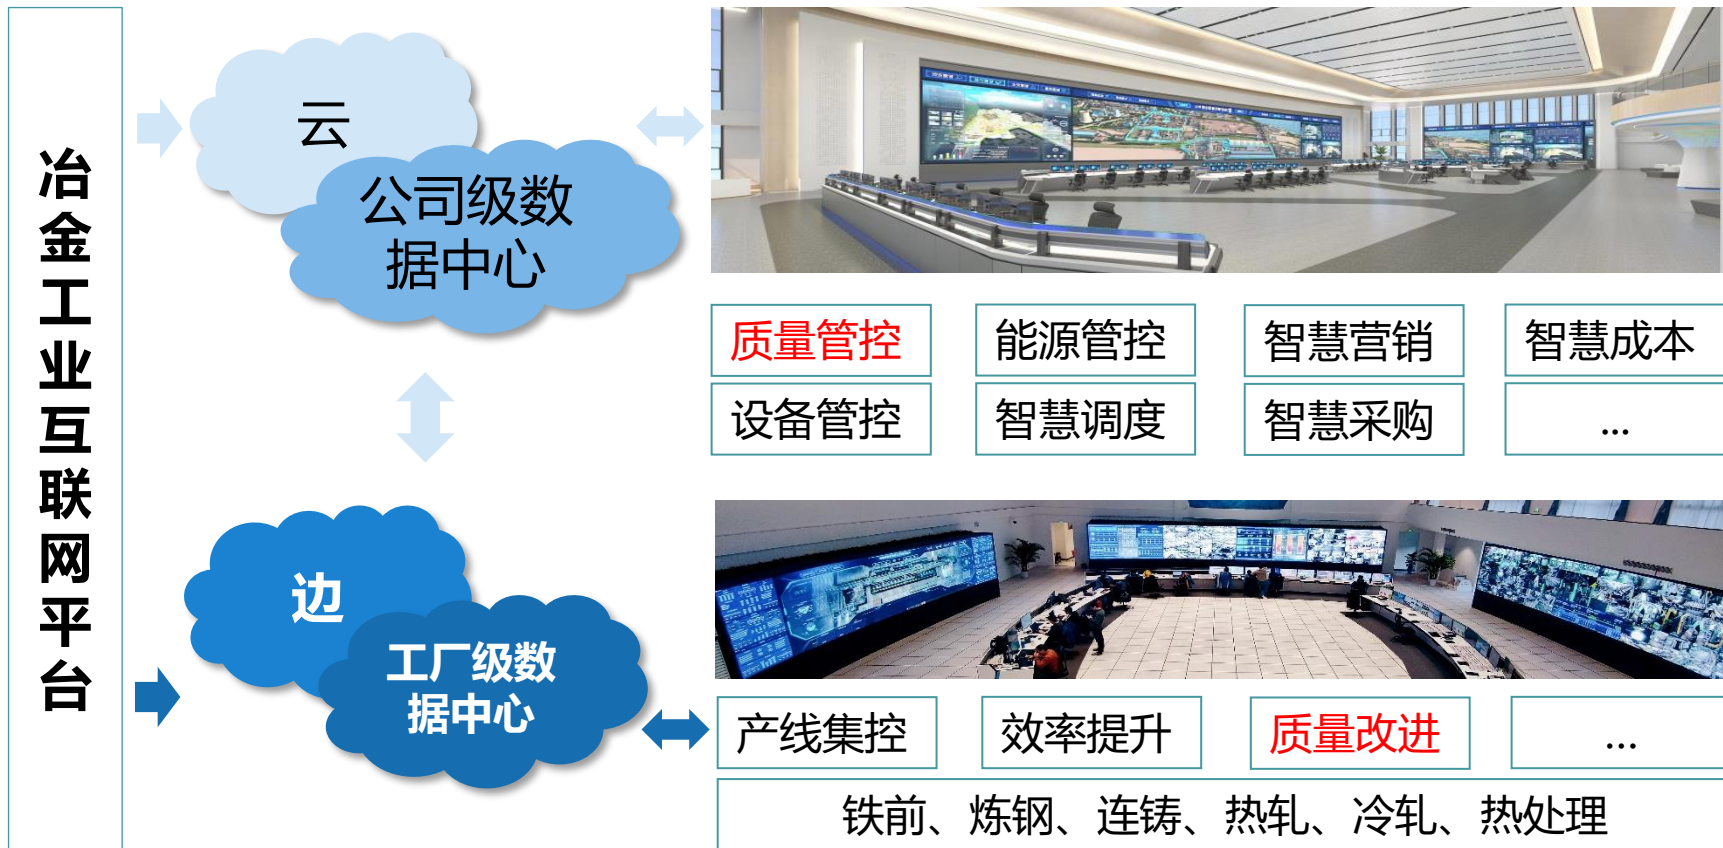 冶金工业互联网平台
云
公司级数
据中心
质量管控
能源管控
智慧营销
智慧成本
设备管控
智慧调度
智慧采购
...
边
工厂级数
据中心
产线集控
效率提升
质量改进
...
铁前、炼钢、连铸、热轧、冷轧、热处理